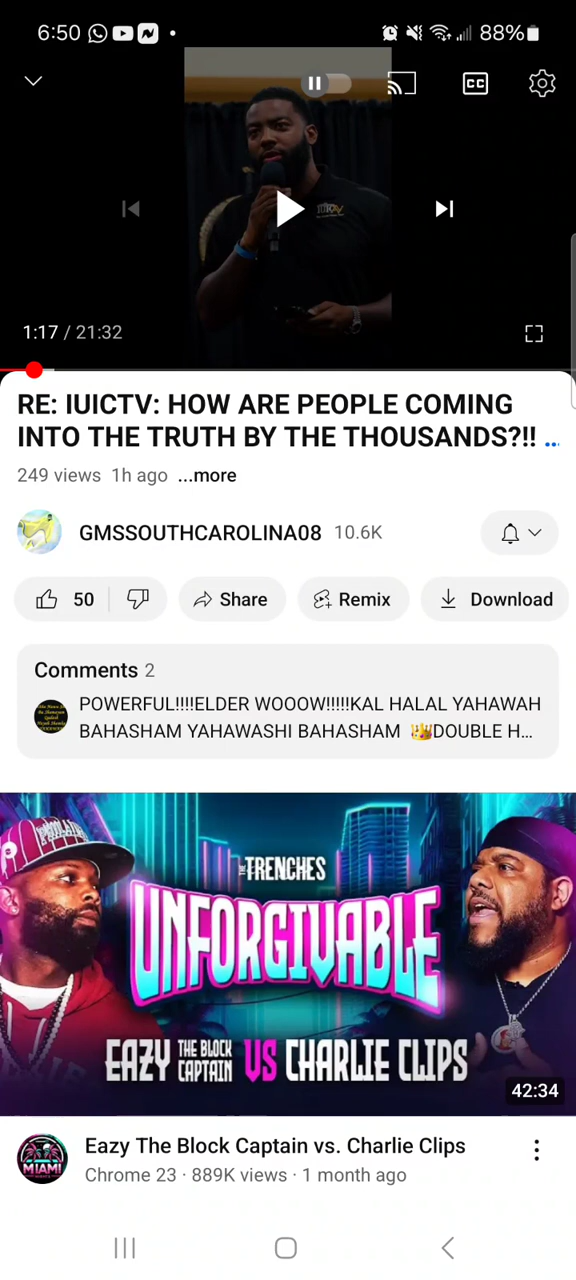 6:50
88%
CC
IUIC
1:17 / 21:32
RE: IUICTV: HOW ARE PEOPLE COMING
INTO THE TRUTH BY THE THOUSANDS?!! ...
249 views 1h ago ...more
GMSSOUTHCAROLINA08 10.6K
50
Share
Remix
Download
Comments 2
POWERFUL!!!!ELDER WOOOW!!!!!KAL HALAL YAHAWAH
BAHASHAM YAHAWASHI BAHASHAM 👑DOUBLE H...
THE TRENCHES
UNFORGIVABLE
EAZY THE BLOCK CAPTAIN VS CHARLIE CLIPS
42:34
MIAMI
Eazy The Block Captain vs. Charlie Clips
Chrome 23 · 889K views · 1 month ago